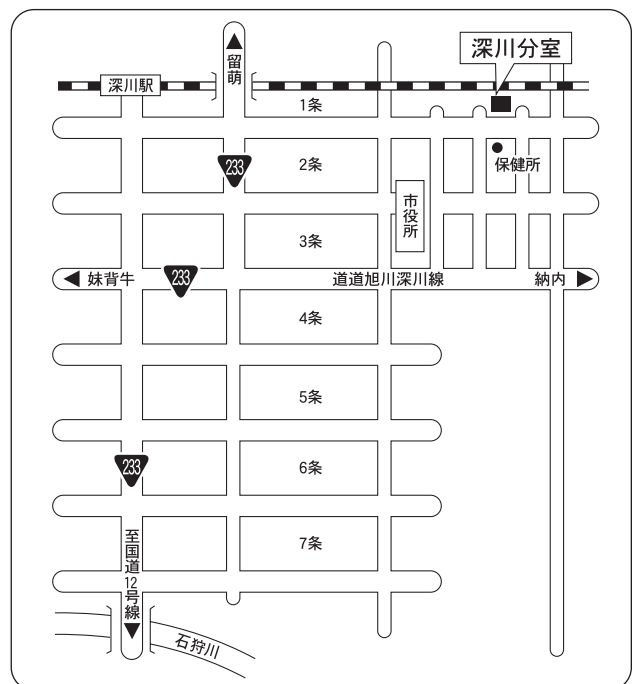 深川分室
留萌
深川駅
1条
233
2条
保健所
市役所
3条
妹背牛
233
道道旭川深川線
納内
4条
5条
233
6条
7条
至国道12号線
石狩川